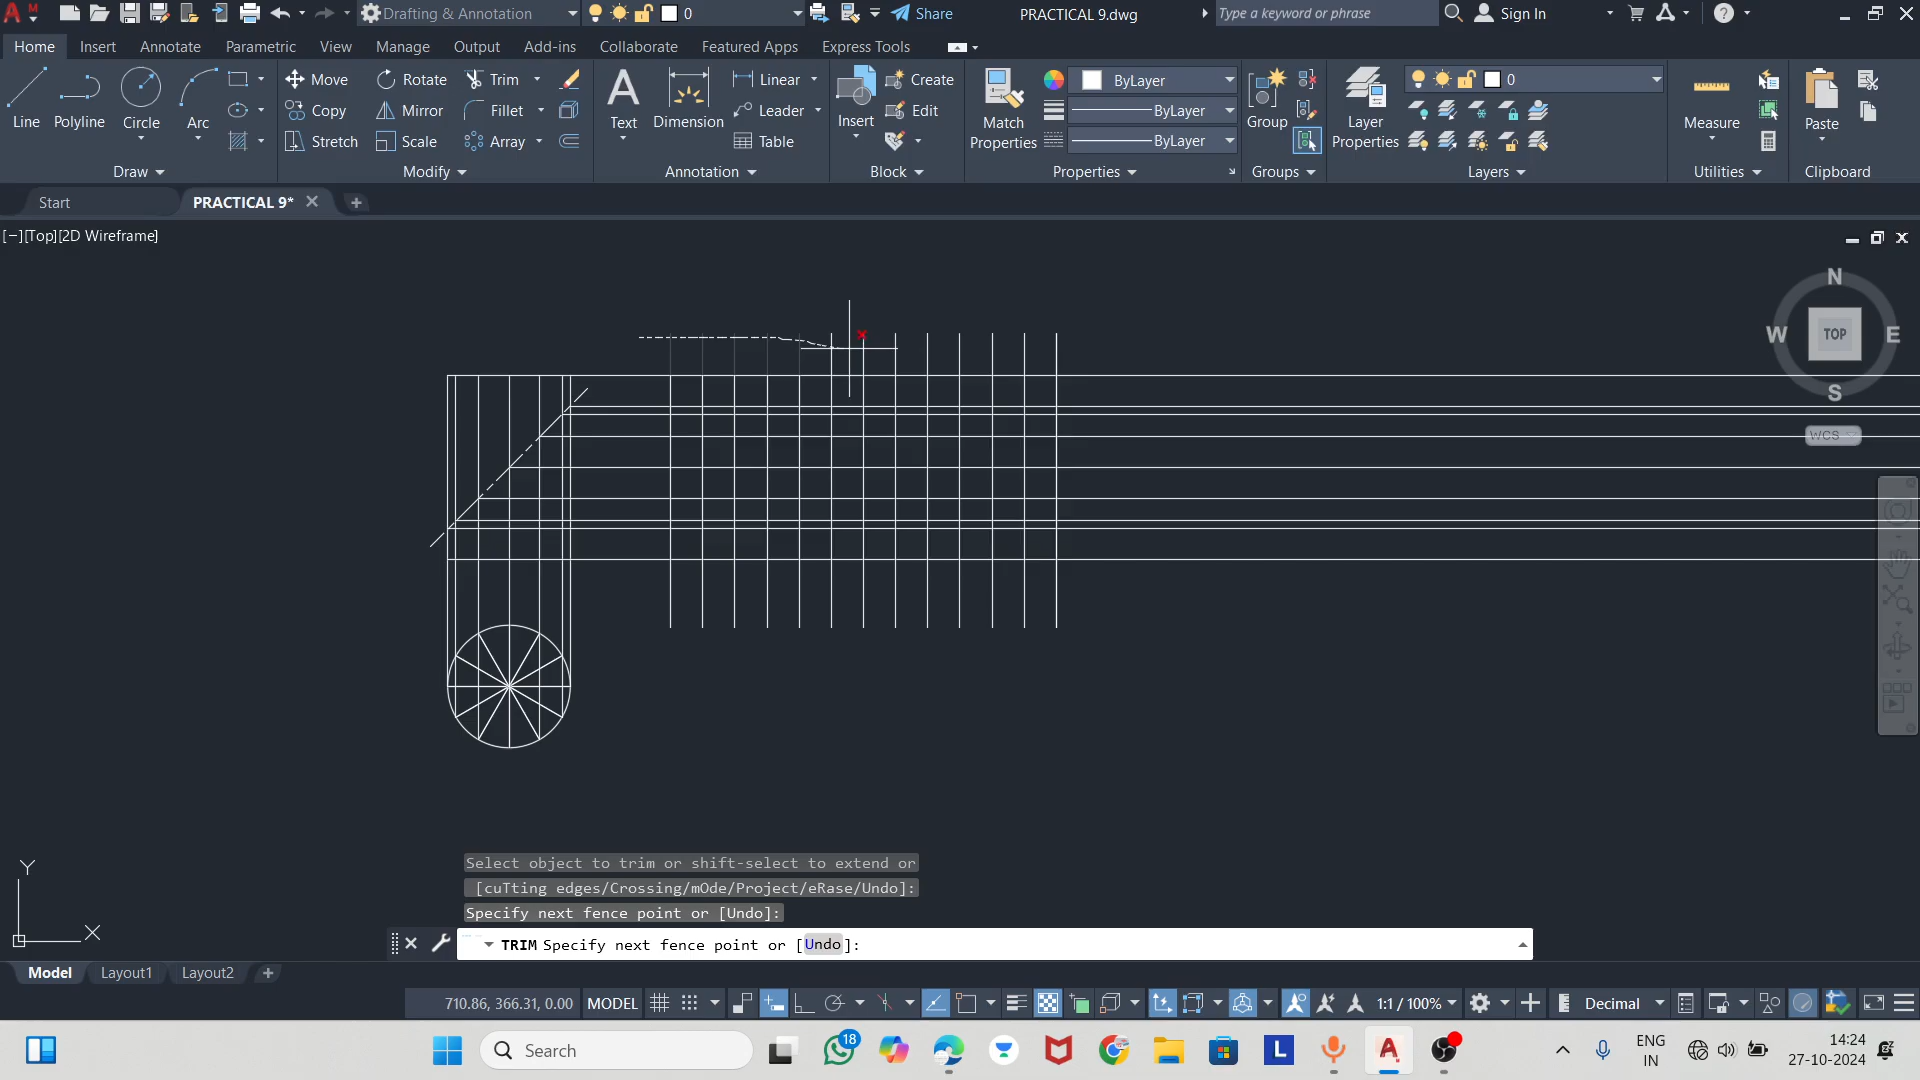 Drafting & Annotation
0
Share
PRACTICAL 9.dwg
Type a keyword or phrase
Sign In
Home
Insert
Annotate
Parametric
View
Manage
Output
Add-ins
Collaborate
Featured Apps
Express Tools
Line
Polyline
Circle
Arc
Move
Rotate
Trim
Copy
Mirror
Fillet
Stretch
Scale
Array
Text
Dimension
Linear
Leader
Table
Insert
Create
Edit
Match Properties
ByLayer
ByLayer
ByLayer
Group
Layer Properties
0
Measure
Paste
Draw
Modify
Annotation
Block
Properties
Groups
Layers
Utilities
Clipboard
Start
PRACTICAL 9*
[−][Top][2D Wireframe]
N
W
TOP
E
S
WCS
Y
X
Select object to trim or shift-select to extend or
[cuTting edges/Crossing/mOde/Project/eRase/Undo]:
Specify next fence point or [Undo]:
TRIM Specify next fence point or [Undo]:
Model
Layout1
Layout2
710.86, 366.31, 0.00
MODEL
1:1 / 100%
Decimal
Search
18
L
ENG
IN
14:24
27-10-2024